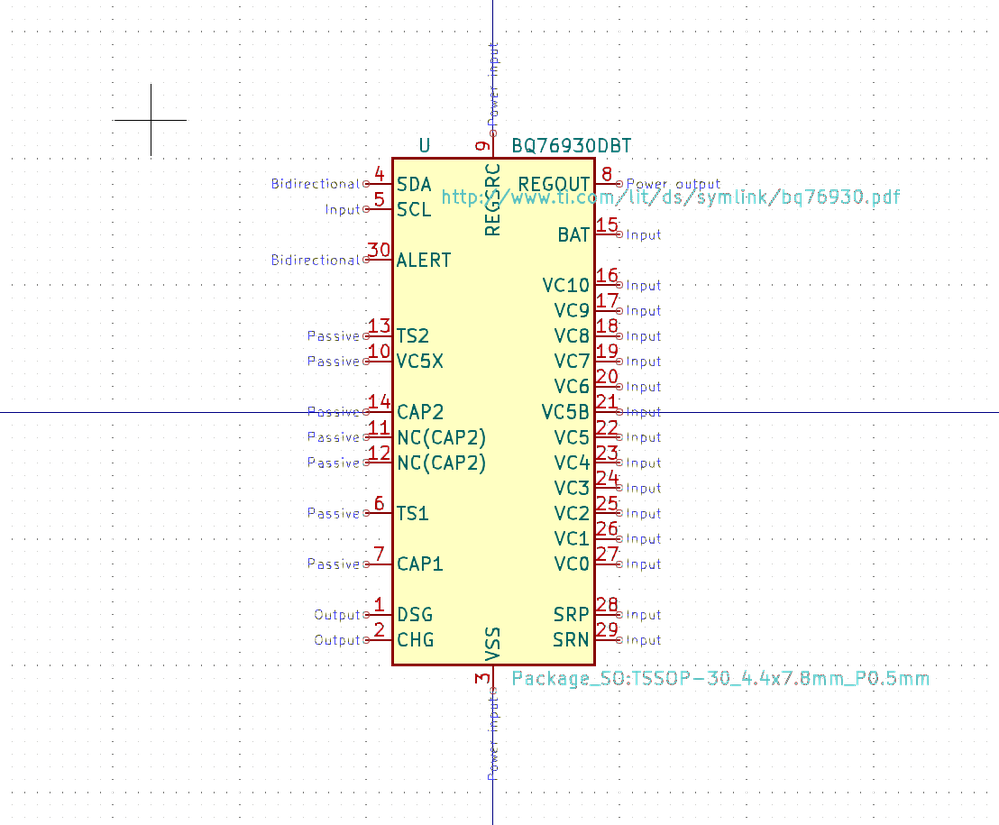 Power input
9
U BQ76930DBT
REGSRC
Bidirectional 4 SDA
REGOUT 8 Power output
http://www.ti.com/lit/ds/symlink/bq76930.pdf
Input 5 SCL
BAT 15 Input
Bidirectional 30 ALERT
VC10 16 Input
VC9 17 Input
Passive 13 TS2
VC8 18 Input
Passive 10 VC5X
VC7 19 Input
VC6 20 Input
Passive 14 CAP2
VC5B 21 Input
Passive 11 NC(CAP2)
VC5 22 Input
Passive 12 NC(CAP2)
VC4 23 Input
VC3 24 Input
Passive 6 TS1
VC2 25 Input
VC1 26 Input
Passive 7 CAP1
VC0 27 Input
Output 1 DSG
SRP 28 Input
Output 2 CHG
SRN 29 Input
VSS
3
Package_SO:TSSOP-30_4.4x7.8mm_P0.5mm
Power input